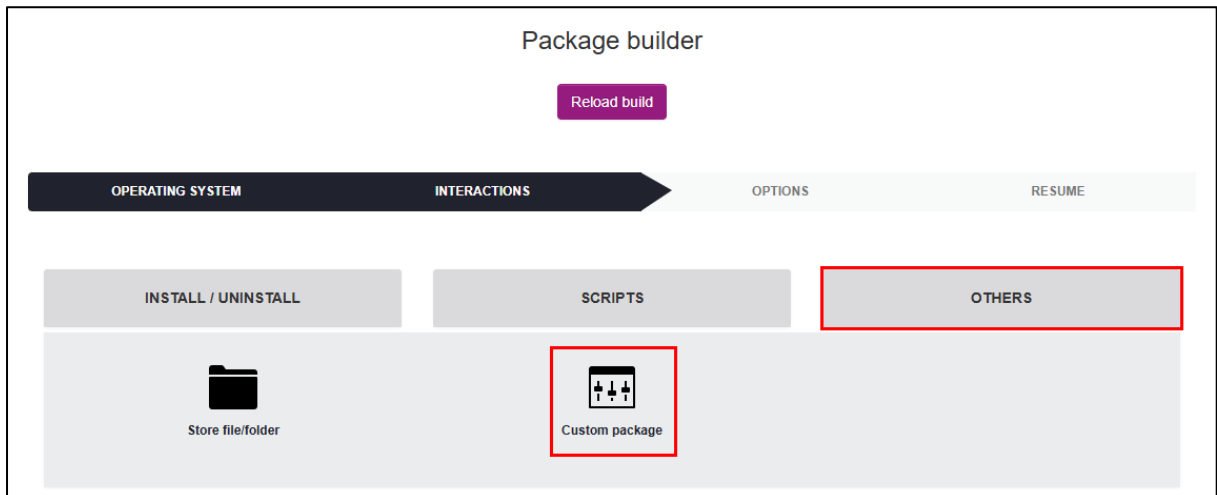 Package builder
Reload build
OPERATING SYSTEM INTERACTIONS OPTIONS RESUME
INSTALL / UNINSTALL SCRIPTS OTHERS
Store file/folder Custom package